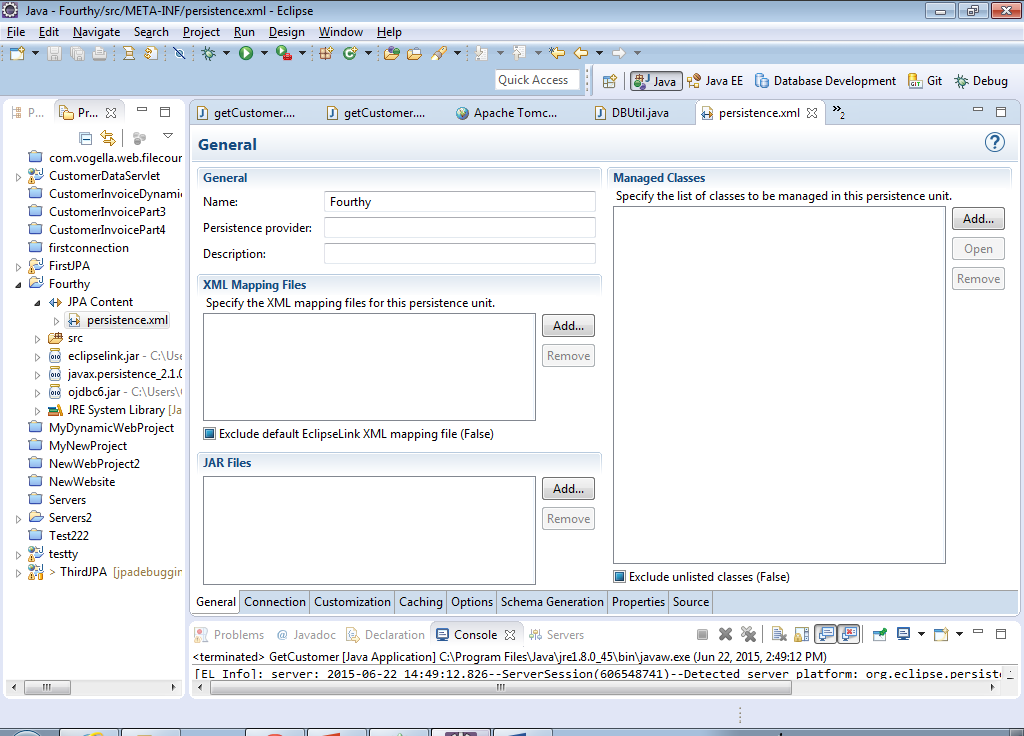 Java - Fourthy/src/META-INF/persistence.xml - Eclipse
File Edit Navigate Search Project Run Design Window Help
Quick Access
Java Java EE Database Development Git Debug
P... Pr...
getCustomer.... getCustomer.... Apache Tomc... DBUtil.java persistence.xml »2
com.vogella.web.filecour
CustomerDataServlet
CustomerInvoiceDynami
CustomerInvoicePart3
CustomerInvoicePart4
firstconnection
FirstJPA
Fourthy
JPA Content
persistence.xml
src
eclipselink.jar - C:\Use
javax.persistence_2.1.0
ojdbc6.jar - C:\Users\
JRE System Library [Ja
MyDynamicWebProject
MyNewProject
NewWebProject2
NewWebsite
Servers
Servers2
Test222
testty
> ThirdJPA [jpadebuggin
General
General
Name: Fourthy
Persistence provider:
Description:
XML Mapping Files
Specify the XML mapping files for this persistence unit.
Add...
Remove
Exclude default EclipseLink XML mapping file (False)
JAR Files
Add...
Remove
Managed Classes
Specify the list of classes to be managed in this persistence unit.
Add...
Open
Remove
Exclude unlisted classes (False)
General Connection Customization Caching Options Schema Generation Properties Source
Problems @ Javadoc Declaration Console Servers
<terminated> GetCustomer [Java Application] C:\Program Files\Java\jre1.8.0_45\bin\javaw.exe (Jun 22, 2015, 2:49:12 PM)
[EL Info]: server: 2015-06-22 14:49:12.826--ServerSession(606548741)--Detected server platform: org.eclipse.persiste